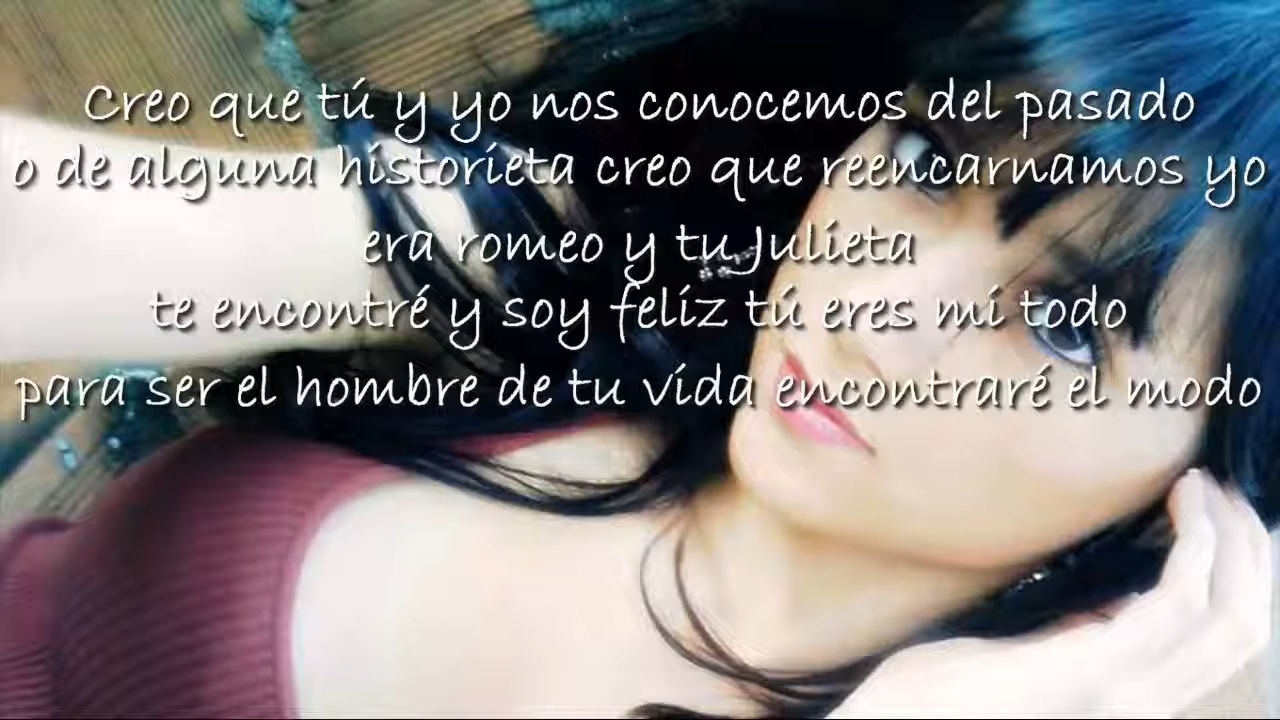 Creo que tú y yo nos conocemos del pasado
o de alguna historieta creo que reencarnamos yo
era romeo y tu Julieta
te encontré y soy feliz tú eres mi todo
para ser el hombre de tu vida encontraré el modo